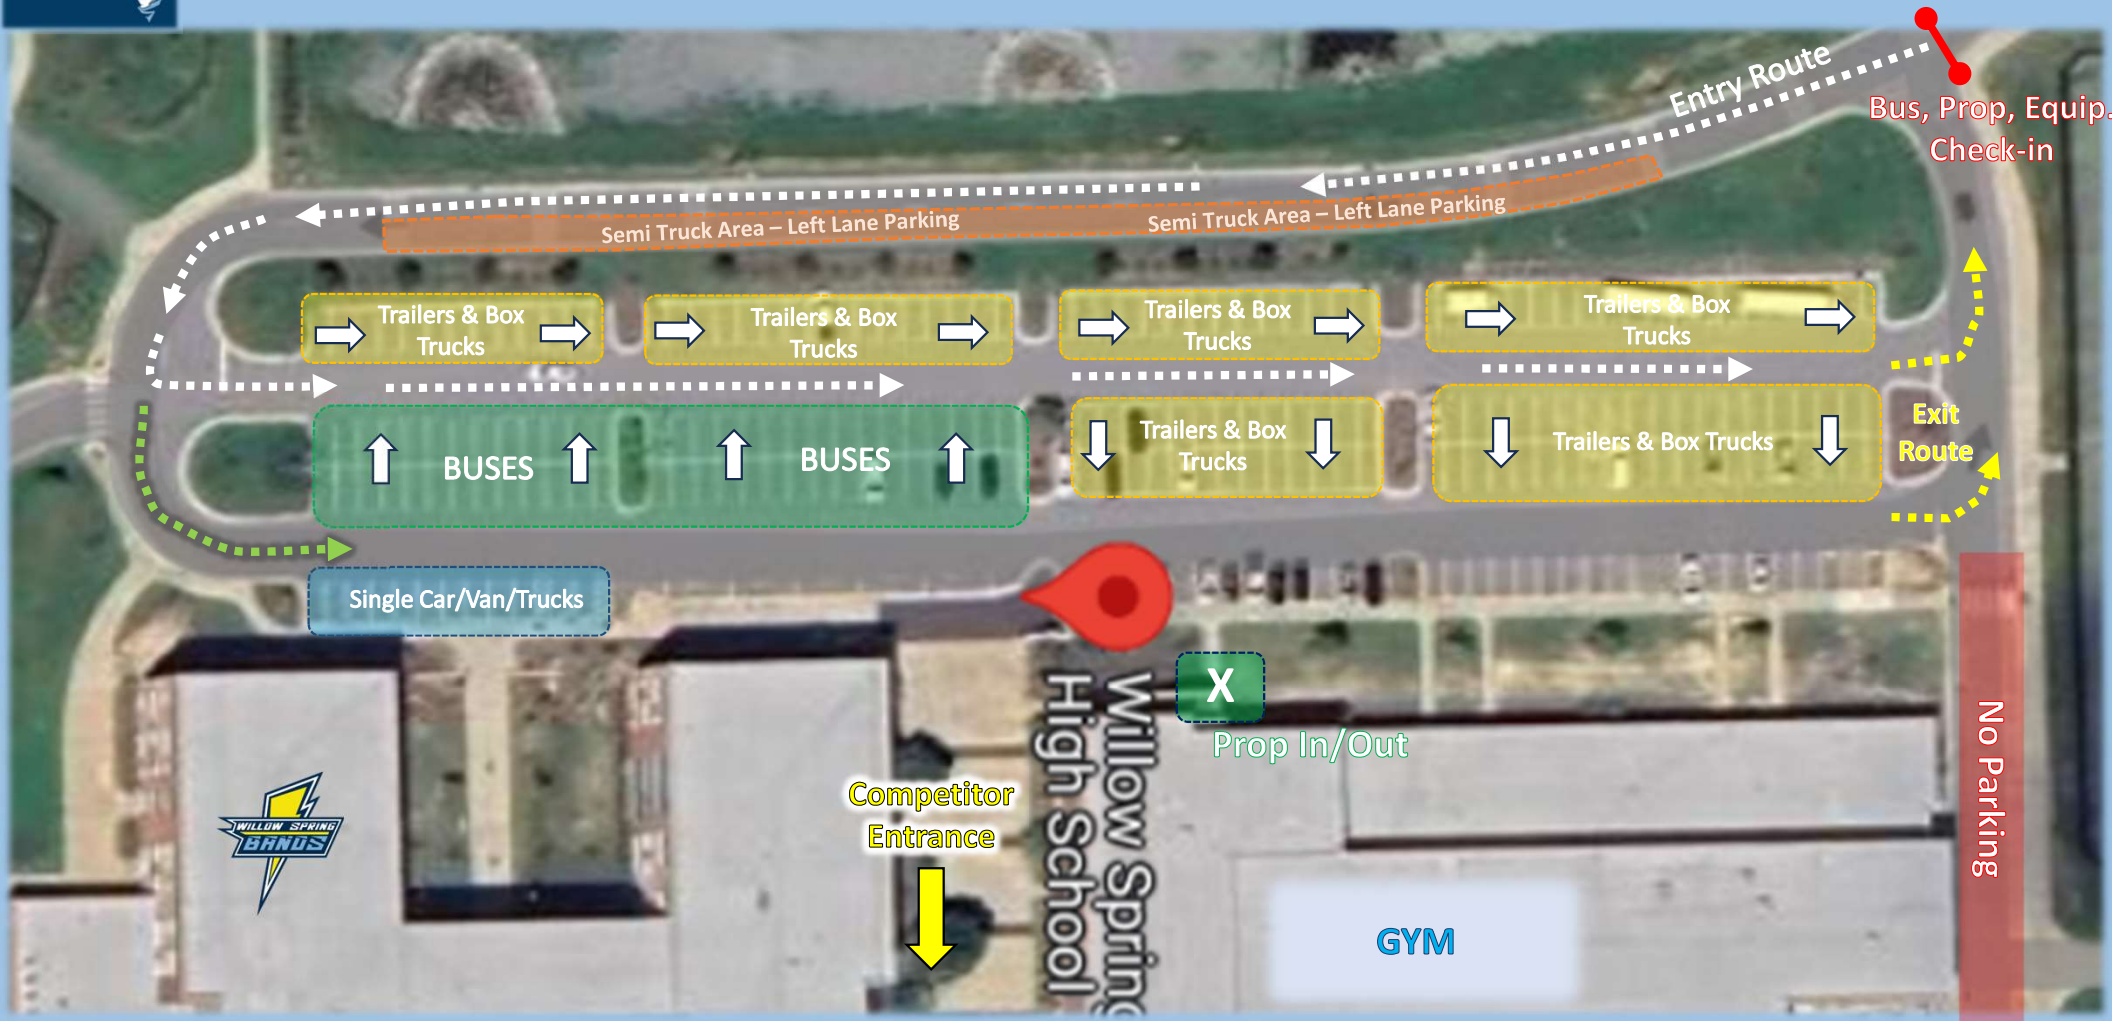 Entry Route
Bus, Prop, Equip.
Check-in
Semi Truck Area – Left Lane Parking
Semi Truck Area – Left Lane Parking
Trailers & Box
Trucks
Trailers & Box
Trucks
Trailers & Box
Trucks
Trailers & Box
Trucks
BUSES
BUSES
Trailers & Box
Trucks
Trailers & Box Trucks
Exit
Route
Single Car/Van/Trucks
X
Prop In/Out
Willow Spring
High School
Competitor
Entrance
WILLOW SPRING
BANDS
GYM
No Parking